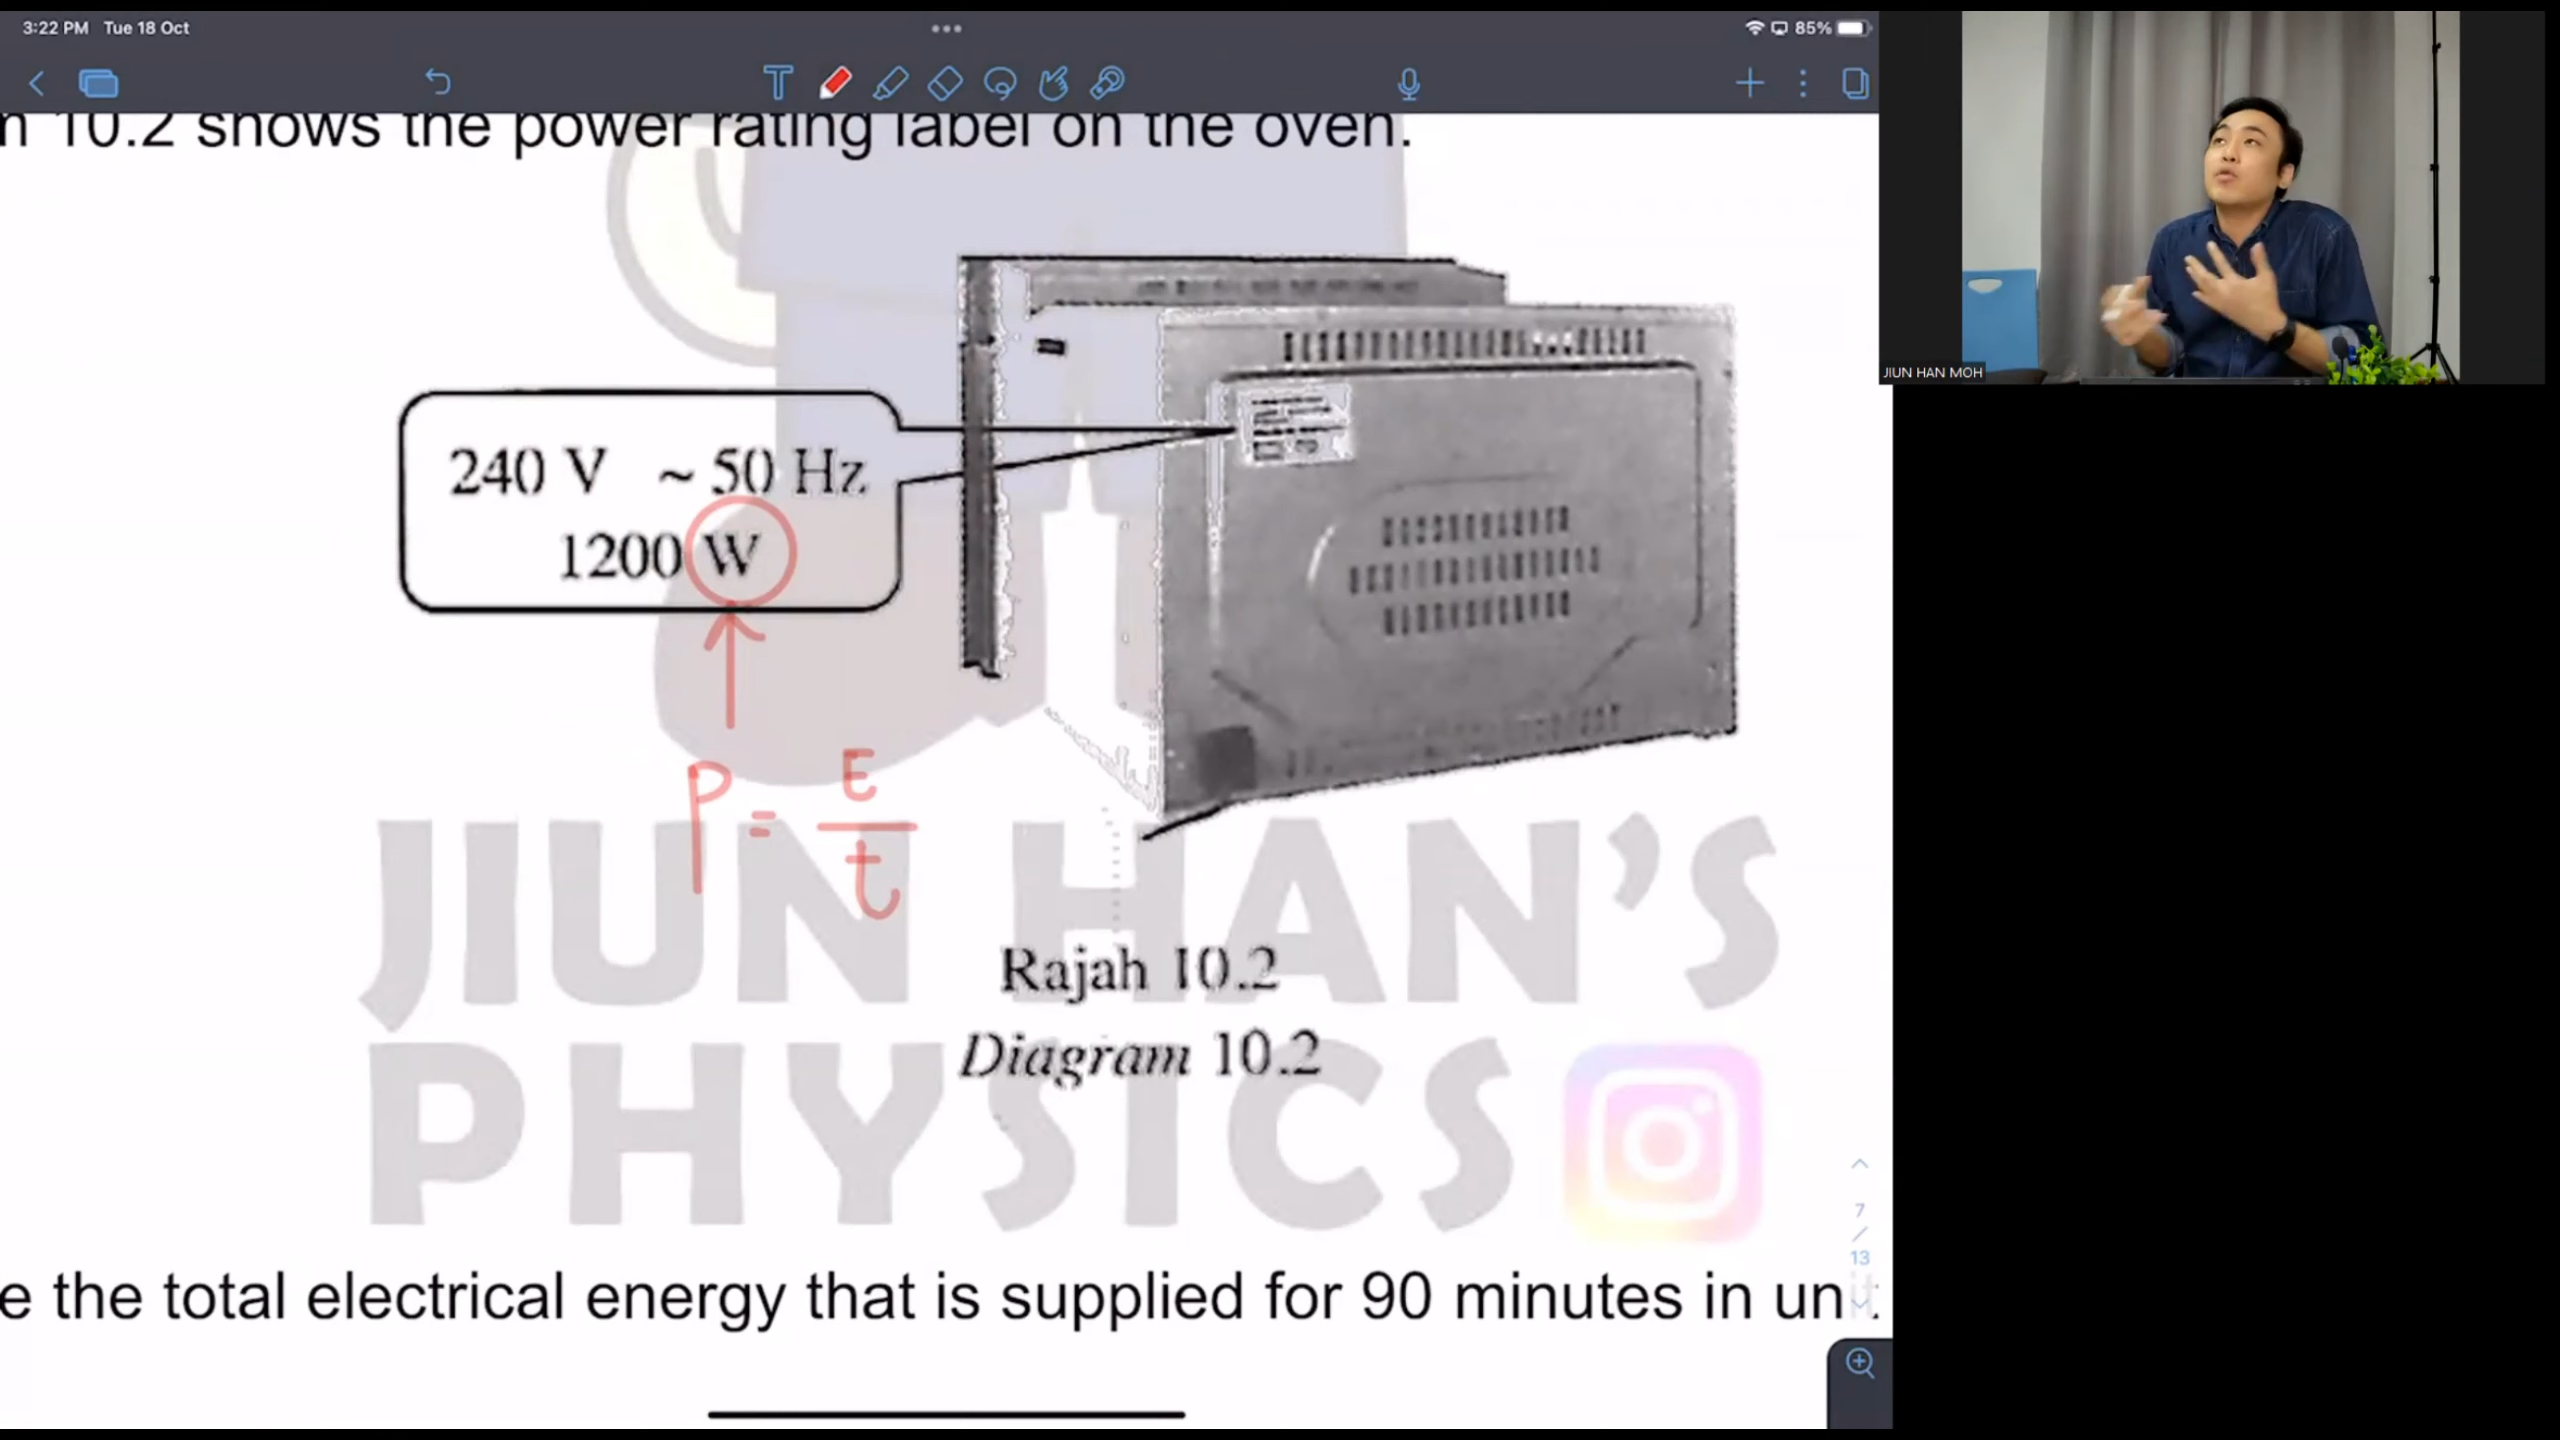 3:22 PM Tue 18 Oct
85%
10.2 shows the power rating label on the oven.
240 V ~ 50 Hz
1200 W
P = E
t
JIUN HAN'S
PHYSICS
Rajah 10.2
Diagram 10.2
7
/
13
e the total electrical energy that is supplied for 90 minutes in unit
JIUN HAN MOH